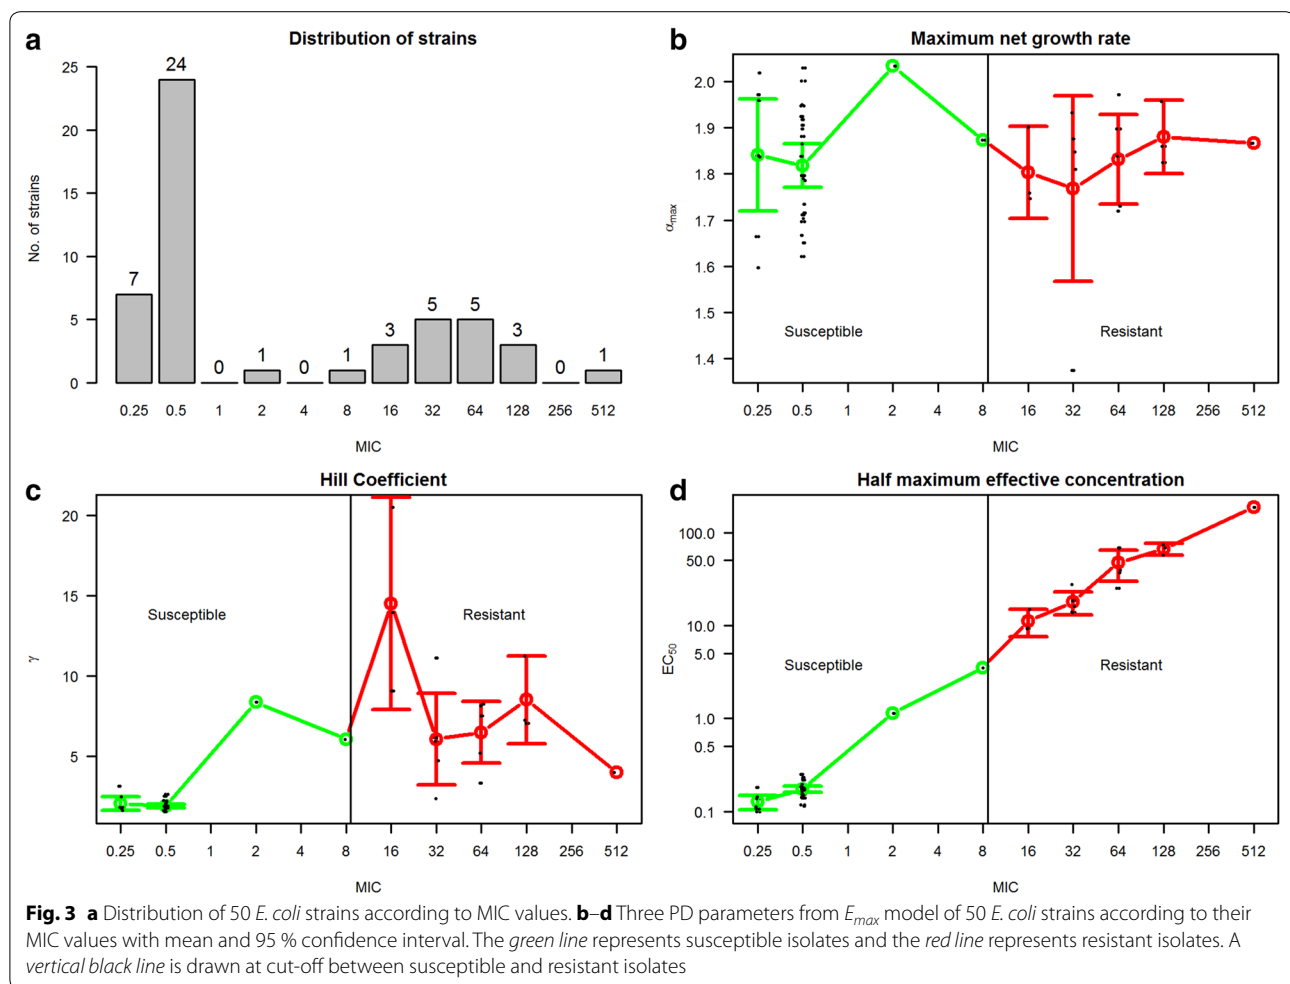 a
Distribution of strains
No. of strains
25
20
15
10
5
0
7
24
0
1
0
1
3
5
5
3
0
1
0.25 0.5 1 2 4 8 16 32 64 128 256 512
MIC
b
Maximum net growth rate
αmax
2.0
1.9
1.8
1.7
1.6
1.5
1.4
Susceptible
Resistant
0.25 0.5 1 2 4 8 16 32 64 128 256 512
MIC
c
Hill Coefficient
γ
20
15
10
5
Susceptible
Resistant
0.25 0.5 1 2 4 8 16 32 64 128 256 512
MIC
d
Half maximum effective concentration
EC50
100.0
50.0
10.0
5.0
1.0
0.5
0.1
Susceptible
Resistant
0.25 0.5 1 2 4 8 16 32 64 128 256 512
MIC
Fig. 3 a Distribution of 50 E. coli strains according to MIC values. b–d Three PD parameters from Emax model of 50 E. coli strains according to their
MIC values with mean and 95 % confidence interval. The green line represents susceptible isolates and the red line represents resistant isolates. A
vertical black line is drawn at cut-off between susceptible and resistant isolates